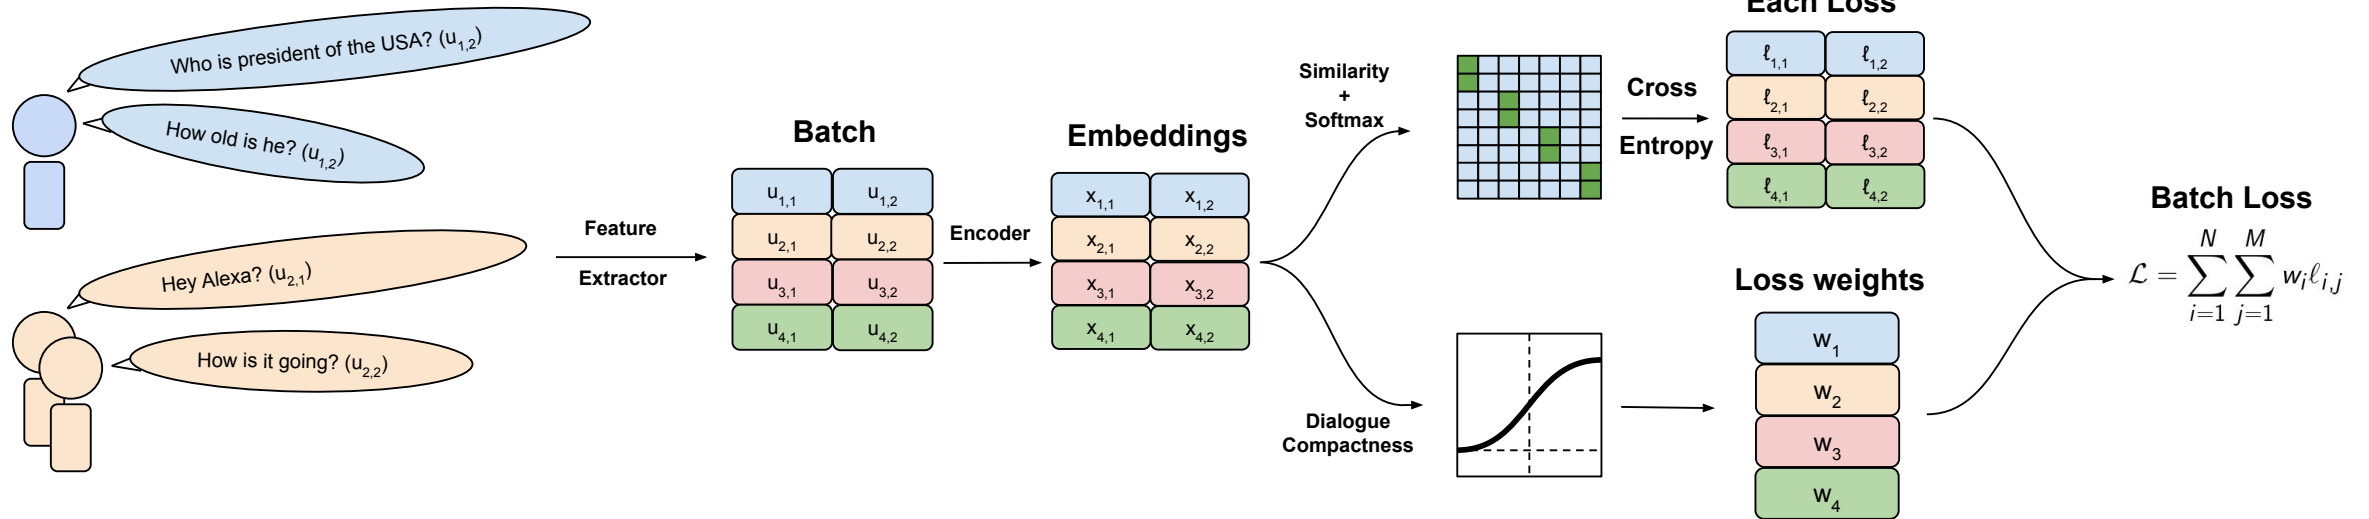 Who is president of the USA? (u1,2)
How old is he? (u1,2)
Hey Alexa? (u2,1)
How is it going? (u2,2)
Feature
Extractor
Batch
u1,1 u1,2
u2,1 u2,2
u3,1 u3,2
u4,1 u4,2
Encoder
Embeddings
x1,1 x1,2
x2,1 x2,2
x3,1 x3,2
x4,1 x4,2
Similarity
+
Softmax
Cross
Entropy
Each Loss
ℓ1,1 ℓ1,2
ℓ2,1 ℓ2,2
ℓ3,1 ℓ3,2
ℓ4,1 ℓ4,2
Dialogue
Compactness
Loss weights
w1
w2
w3
w4
Batch Loss
ℒ = ∑_{i=1}^{N} ∑_{j=1}^{M} w_i ℓ_{i,j}